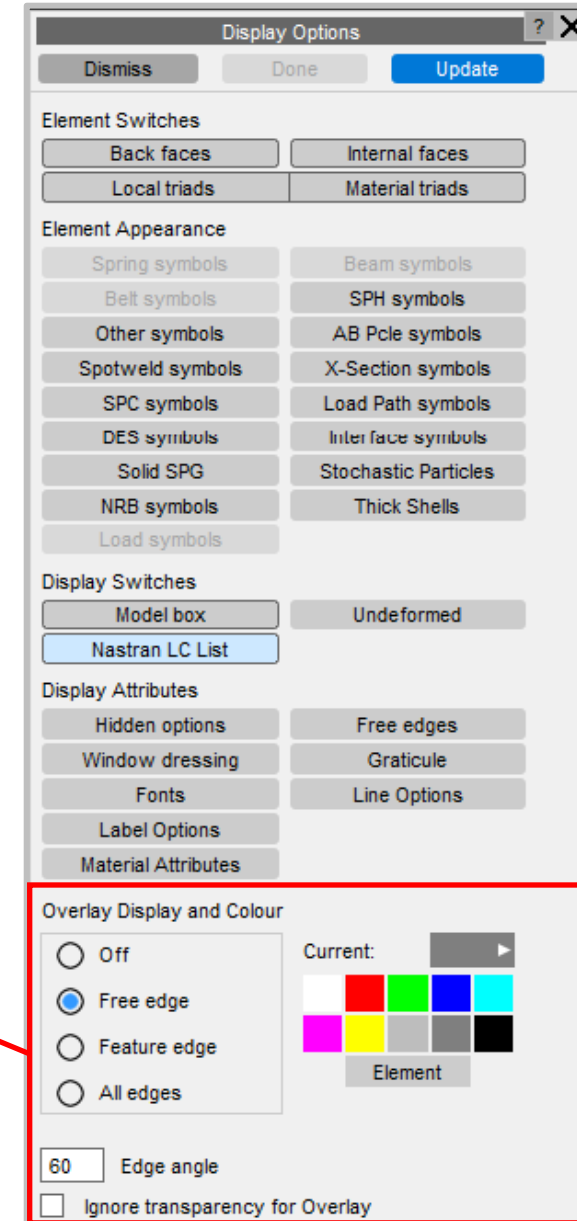 Display Options ? X
Dismiss Done Update
Element Switches
Back faces Internal faces
Local triads Material triads
Element Appearance
Spring symbols Beam symbols
Belt symbols SPH symbols
Other symbols AB Pcle symbols
Spotweld symbols X-Section symbols
SPC symbols Load Path symbols
DES symbols Interface symbols
Solid SPG Stochastic Particles
NRB symbols Thick Shells
Load symbols
Display Switches
Model box Undeformed
Nastran LC List
Display Attributes
Hidden options Free edges
Window dressing Graticule
Fonts Line Options
Label Options
Material Attributes
Overlay Display and Colour
Off Current:
Free edge
Feature edge
Element
All edges
60 Edge angle
Ignore transparency for Overlay